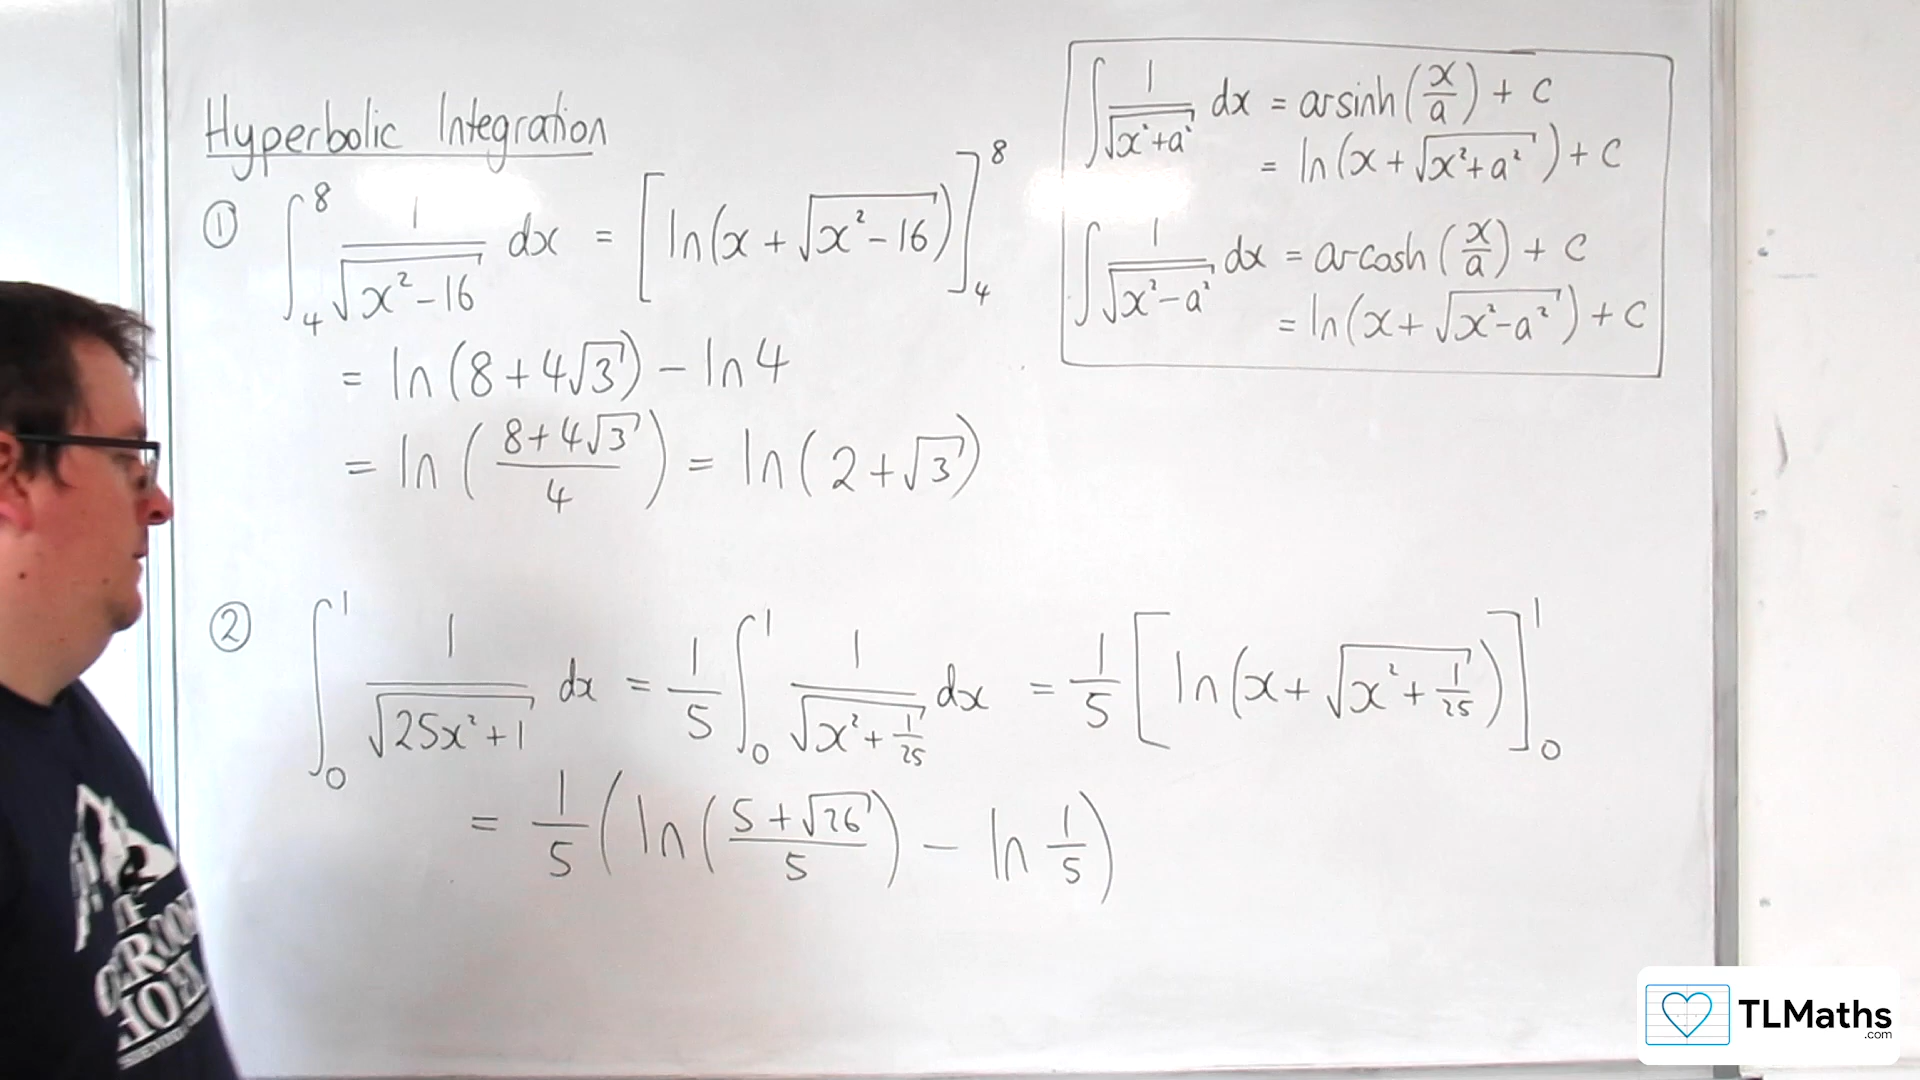 Hyperbolic Integration
① ∫₄⁸ 1/√(x²-16) dx = [ln(x + √(x²-16))]₄⁸
= ln(8 + 4√3) - ln4
= ln((8+4√3)/4) = ln(2+√3)
∫ 1/√(x²+a²) dx = arsinh(x/a) + c
= ln(x + √(x²+a²)) + c
∫ 1/√(x²-a²) dx = arcosh(x/a) + c
= ln(x + √(x²-a²)) + c
② ∫₀¹ 1/√(25x²+1) dx = 1/5 ∫₀¹ 1/√(x²+1/25) dx = 1/5 [ln(x + √(x²+1/25))]₀¹
= 1/5 (ln((5+√26)/5) - ln 1/5)
TLMaths
.com